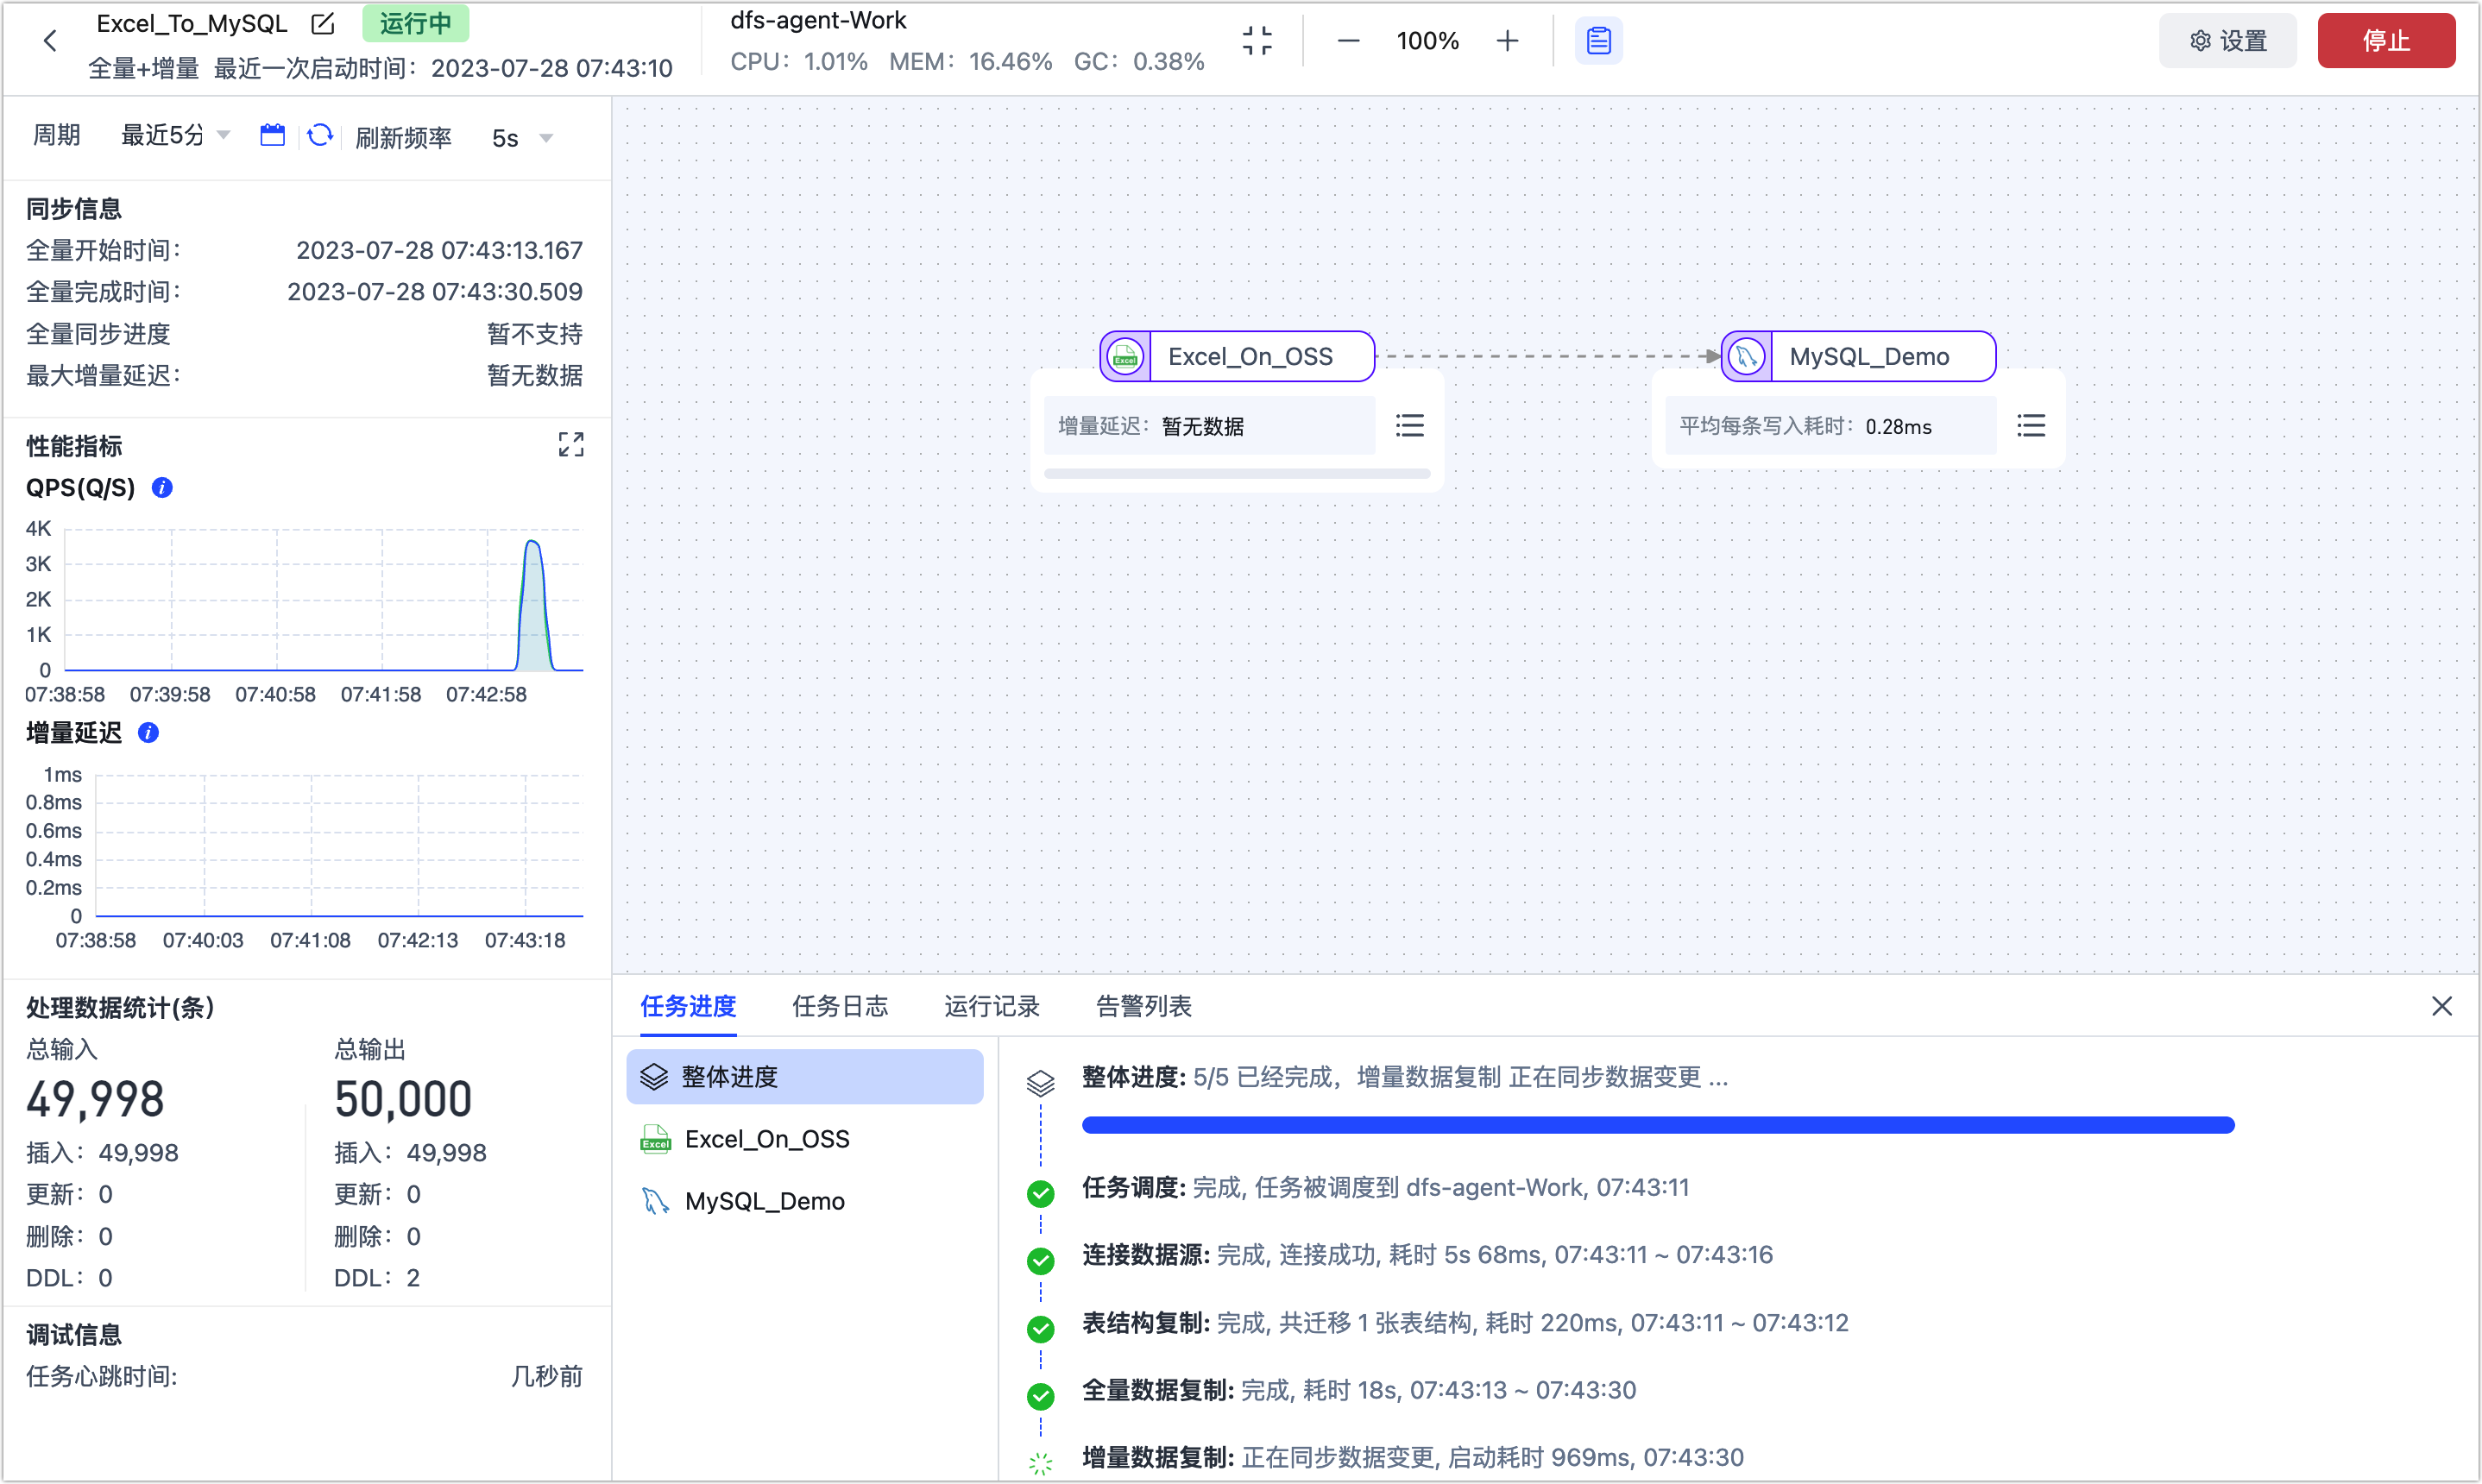 Excel_To_MySQL 运行中
全量+增量 最近一次启动时间：2023-07-28 07:43:10
dfs-agent-Work
CPU：1.01% MEM：16.46% GC：0.38%
100%
设置
停止
周期 最近5分 刷新频率 5s
同步信息
全量开始时间： 2023-07-28 07:43:13.167
全量完成时间： 2023-07-28 07:43:30.509
全量同步进度 暂不支持
最大增量延迟： 暂无数据
性能指标
QPS(Q/S)
4K
3K
2K
1K
0
07:38:58 07:39:58 07:40:58 07:41:58 07:42:58
增量延迟
1ms
0.8ms
0.6ms
0.4ms
0.2ms
0
07:38:58 07:40:03 07:41:08 07:42:13 07:43:18
处理数据统计(条)
总输入 总输出
49,998 50,000
插入：49,998 插入：49,998
更新：0 更新：0
删除：0 删除：0
DDL：0 DDL：2
调试信息
任务心跳时间: 几秒前
Excel
Excel_On_OSS
增量延迟：暂无数据
MySQL_Demo
平均每条写入耗时：0.28ms
任务进度 任务日志 运行记录 告警列表
整体进度
Excel
Excel_On_OSS
MySQL_Demo
整体进度: 5/5 已经完成，增量数据复制 正在同步数据变更 ...
任务调度: 完成, 任务被调度到 dfs-agent-Work, 07:43:11
连接数据源: 完成, 连接成功, 耗时 5s 68ms, 07:43:11 ~ 07:43:16
表结构复制: 完成, 共迁移 1 张表结构, 耗时 220ms, 07:43:11 ~ 07:43:12
全量数据复制: 完成, 耗时 18s, 07:43:13 ~ 07:43:30
增量数据复制: 正在同步数据变更, 启动耗时 969ms, 07:43:30